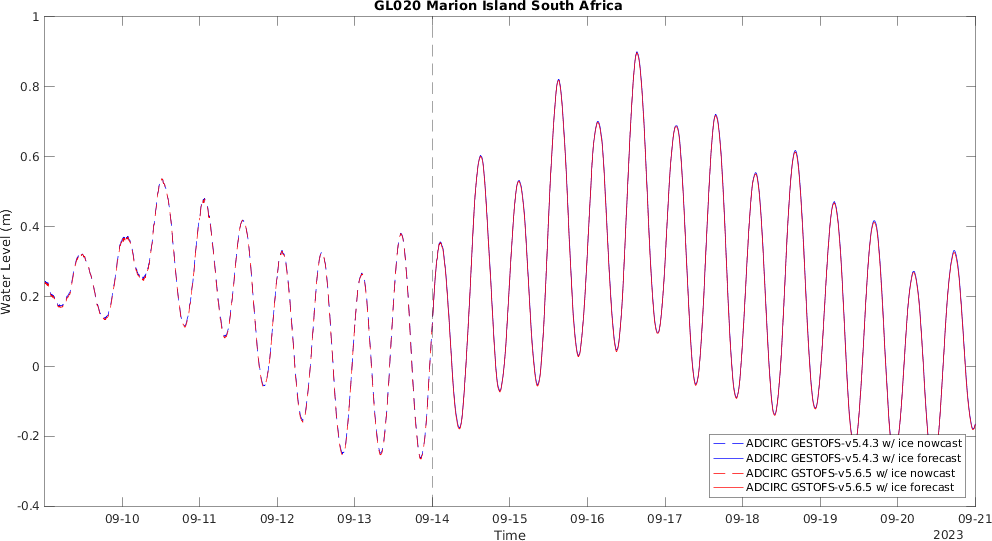 GL020 Marion Island South Africa
1
0.8
0.6
0.4
0.2
0
-0.2
-0.4
Water Level (m)
ADCIRC GESTOFS-v5.4.3 w/ ice nowcast
ADCIRC GESTOFS-v5.4.3 w/ ice forecast
ADCIRC GSTOFS-v5.6.5 w/ ice nowcast
ADCIRC GSTOFS-v5.6.5 w/ ice forecast
09-10 09-11 09-12 09-13 09-14 09-15 09-16 09-17 09-18 09-19 09-20 09-21
Time
2023